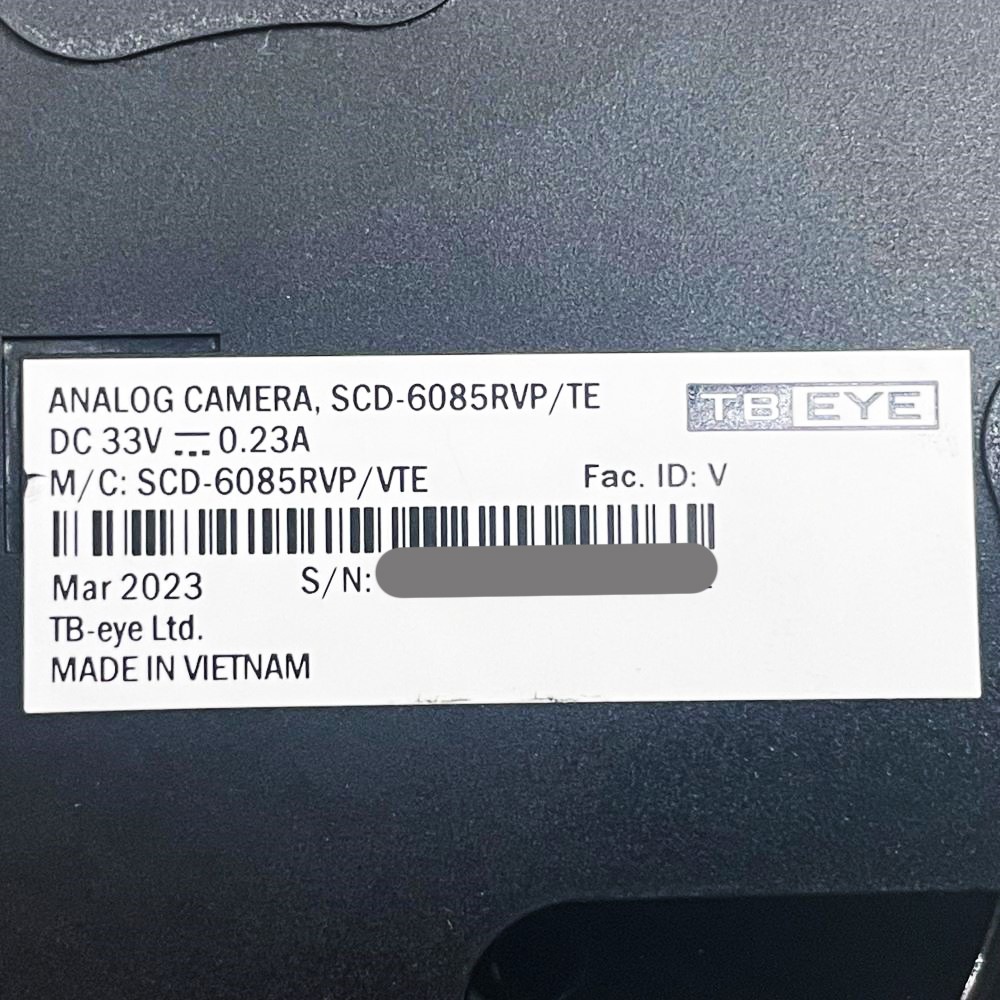 ANALOG CAMERA, SCD-6085RVP/TE
TB EYE
DC 33V ⎓ 0.23A
M/C: SCD-6085RVP/VTE Fac. ID: V
Mar 2023 S/N:
TB-eye Ltd.
MADE IN VIETNAM